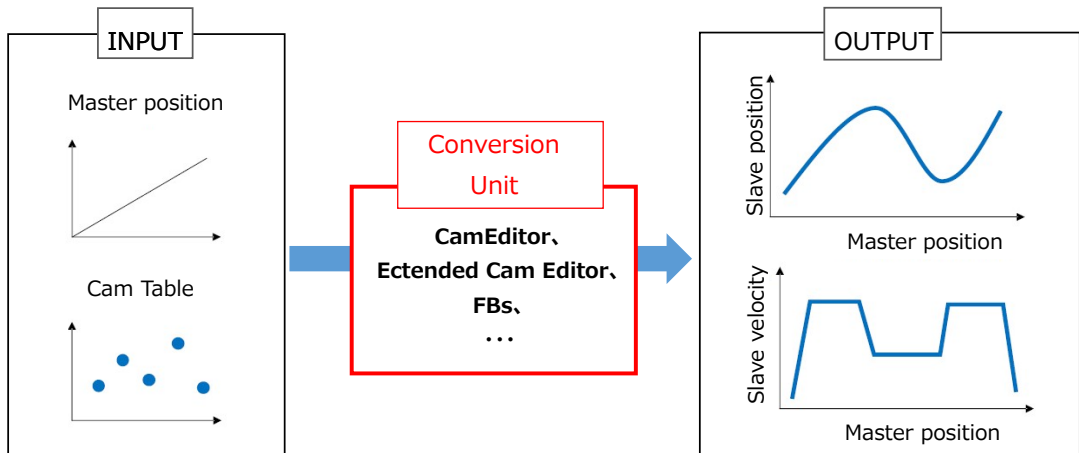 INPUT
Master position
Cam Table
Conversion
Unit
CamEditor、
Ectended Cam Editor、
FBs、
...
OUTPUT
Slave position
Master position
Slave velocity
Master position